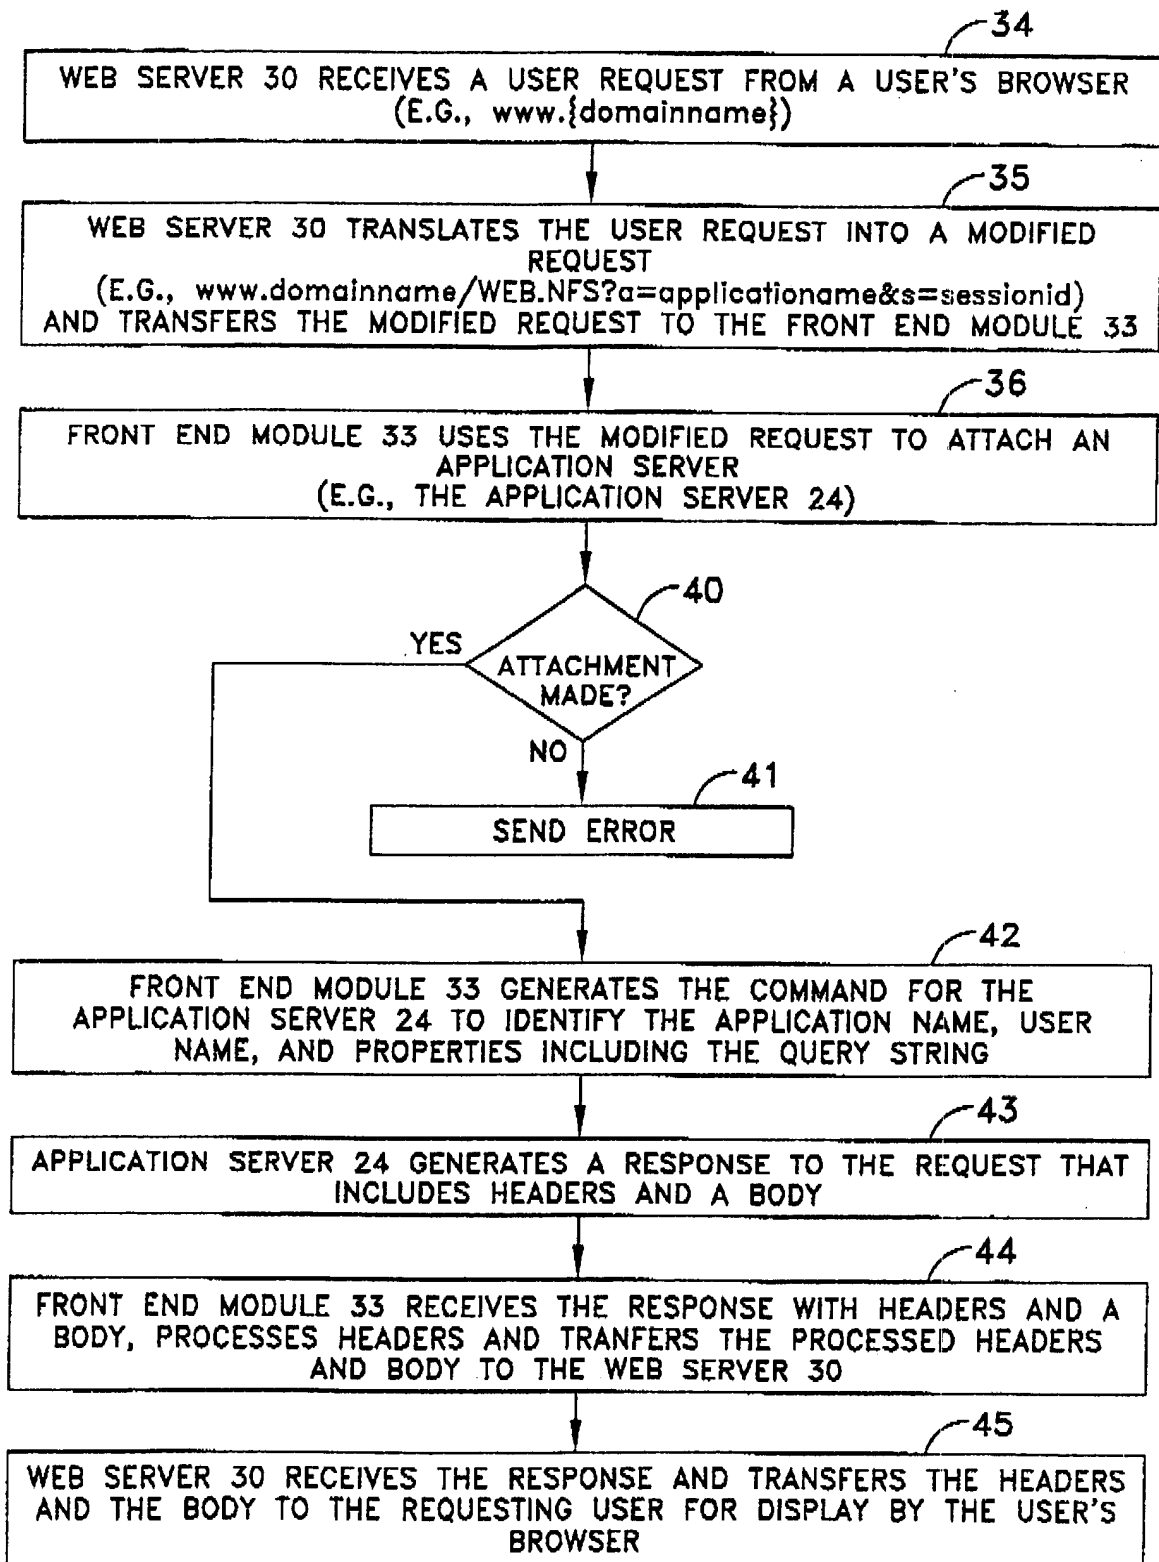 34
WEB SERVER 30 RECEIVES A USER REQUEST FROM A USER'S BROWSER
(E.G., www.{domainname})
35
WEB SERVER 30 TRANSLATES THE USER REQUEST INTO A MODIFIED
REQUEST
(E.G., www.domainname/WEB.NFS?a=applicationame&s=sessionid)
AND TRANSFERS THE MODIFIED REQUEST TO THE FRONT END MODULE 33
36
FRONT END MODULE 33 USES THE MODIFIED REQUEST TO ATTACH AN
APPLICATION SERVER
(E.G., THE APPLICATION SERVER 24)
40
YES
ATTACHMENT
MADE?
NO
41
SEND ERROR
42
FRONT END MODULE 33 GENERATES THE COMMAND FOR THE
APPLICATION SERVER 24 TO IDENTIFY THE APPLICATION NAME, USER
NAME, AND PROPERTIES INCLUDING THE QUERY STRING
43
APPLICATION SERVER 24 GENERATES A RESPONSE TO THE REQUEST THAT
INCLUDES HEADERS AND A BODY
44
FRONT END MODULE 33 RECEIVES THE RESPONSE WITH HEADERS AND A
BODY, PROCESSES HEADERS AND TRANFERS THE PROCESSED HEADERS
AND BODY TO THE WEB SERVER 30
45
WEB SERVER 30 RECEIVES THE RESPONSE AND TRANSFERS THE HEADERS
AND THE BODY TO THE REQUESTING USER FOR DISPLAY BY THE USER'S
BROWSER